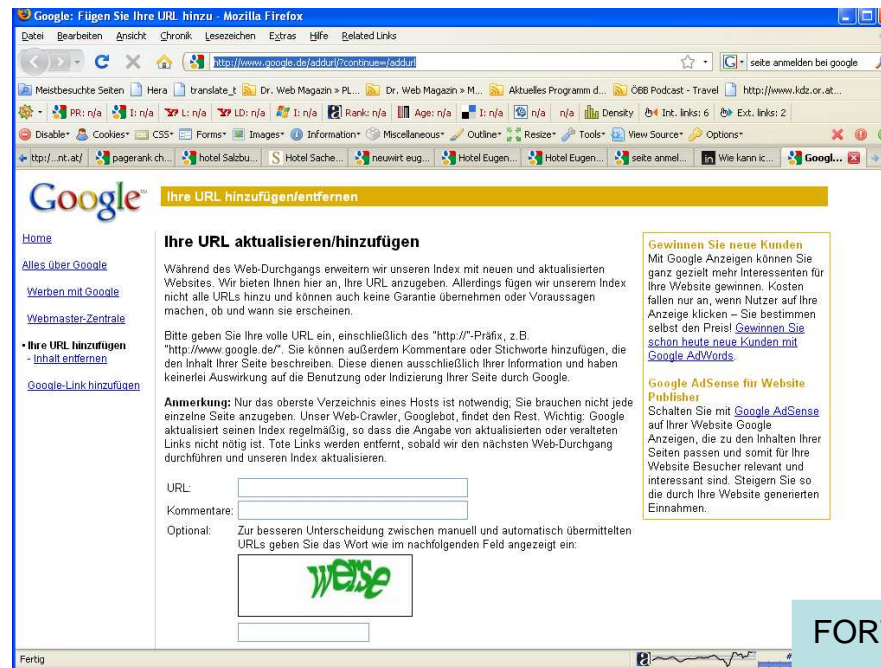 Google: Fügen Sie Ihre URL hinzu - Mozilla Firefox
Datei Bearbeiten Ansicht Chronik Lesezeichen Extras Hilfe Related Links
http://www.google.de/addurl/?continue=/addurl
seite anmelden bei google
Meistbesuchte Seiten Hera translate_t Dr. Web Magazin » PL... Dr. Web Magazin » M... Aktuelles Programm d... ÖBB Podcast - Travel http://www.kdz.or.at...
PR: n/a I: n/a L: n/a LD: n/a I: n/a Rank: n/a Age: n/a I: n/a n/a n/a Density Int. links: 6 Ext. links: 2
Disable Cookies CSS Forms Images Information Miscellaneous Outline Resize Tools View Source Options
ttp:/...nt.at/ pagerank ch... hotel Salzbu... Hotel Sache... neuwirt eug... Hotel Eugen... Hotel Eugen... seite anmel... Wie kann ic... Googl...
Google™
Ihre URL hinzufügen/entfernen
Home
Alles über Google
Werben mit Google
Webmaster-Zentrale
• Ihre URL hinzufügen
- Inhalt entfernen
Google-Link hinzufügen
Ihre URL aktualisieren/hinzufügen
Während des Web-Durchgangs erweitern wir unseren Index mit neuen und aktualisierten
Websites. Wir bieten Ihnen hier an, Ihre URL anzugeben. Allerdings fügen wir unserem Index
nicht alle URLs hinzu und können auch keine Garantie übernehmen oder Voraussagen
machen, ob und wann sie erscheinen.
Bitte geben Sie Ihre volle URL ein, einschließlich des "http://"-Präfix, z.B.
"http://www.google.de/". Sie können außerdem Kommentare oder Stichworte hinzufügen, die
den Inhalt Ihrer Seite beschreiben. Diese dienen ausschließlich Ihrer Information und haben
keinerlei Auswirkung auf die Benutzung oder Indizierung Ihrer Seite durch Google.
Anmerkung: Nur das oberste Verzeichnis eines Hosts ist notwendig; Sie brauchen nicht jede
einzelne Seite anzugeben. Unser Web-Crawler, Googlebot, findet den Rest. Wichtig: Google
aktualisiert seinen Index regelmäßig, so dass die Angabe von aktualisierten oder veralteten
Links nicht nötig ist. Tote Links werden entfernt, sobald wir den nächsten Web-Durchgang
durchführen und unseren Index aktualisieren.
URL:
Kommentare:
Optional: Zur besseren Unterscheidung zwischen manuell und automatisch übermittelten
URLs geben Sie das Wort wie im nachfolgenden Feld angezeigt ein:
werse
Gewinnen Sie neue Kunden
Mit Google Anzeigen können Sie
ganz gezielt mehr Interessenten für
Ihre Website gewinnen. Kosten
fallen nur an, wenn Nutzer auf Ihre
Anzeige klicken – Sie bestimmen
selbst den Preis! Gewinnen Sie
schon heute neue Kunden mit
Google AdWords.
Google AdSense für Website
Publisher
Schalten Sie mit Google AdSense
auf Ihrer Website Google
Anzeigen, die zu den Inhalten Ihrer
Seiten passen und somit für Ihre
Website Besucher relevant und
interessant sind. Steigern Sie so
die durch Ihre Website generierten
Einnahmen.
Fertig